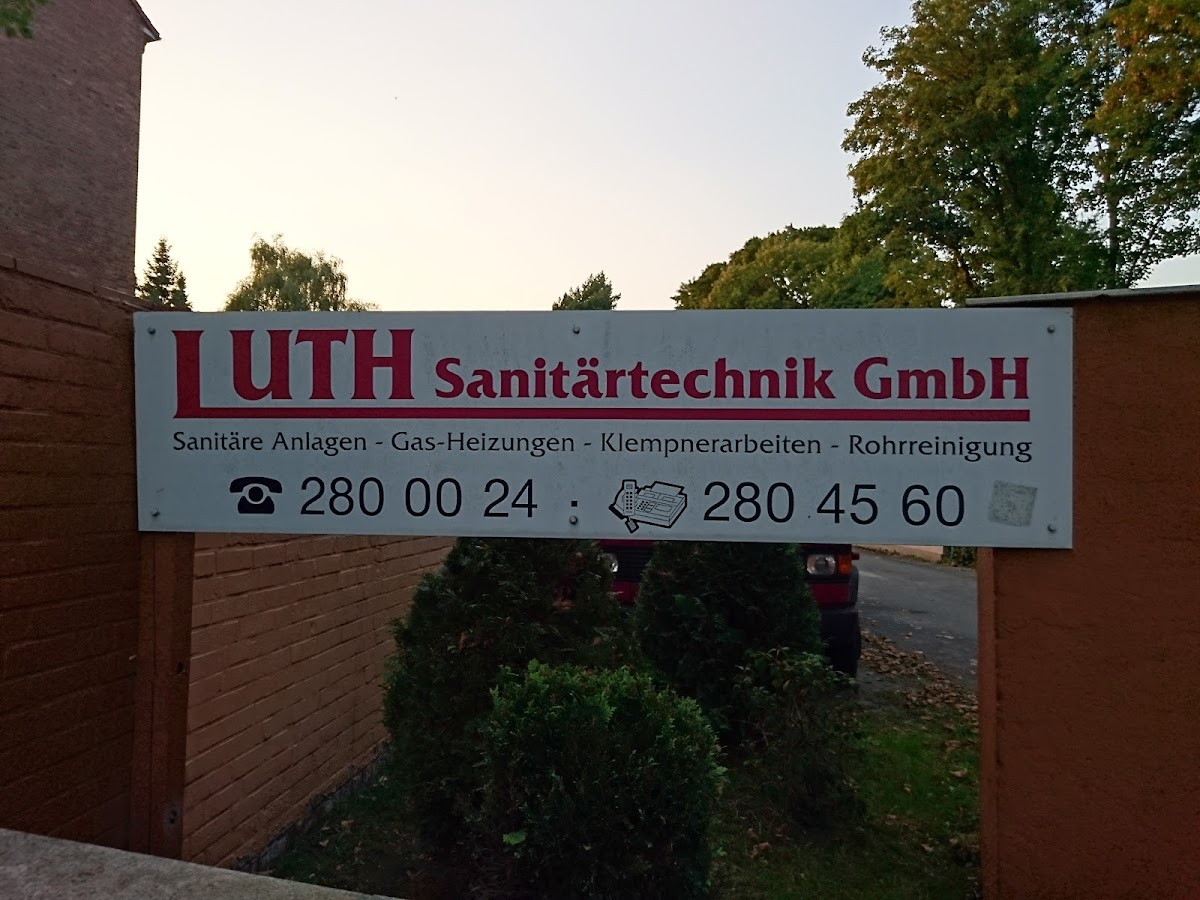 LUTH Sanitärtechnik GmbH
Sanitäre Anlagen - Gas-Heizungen - Klempnerarbeiten - Rohrreinigung
280 00 24 . 280 45 60